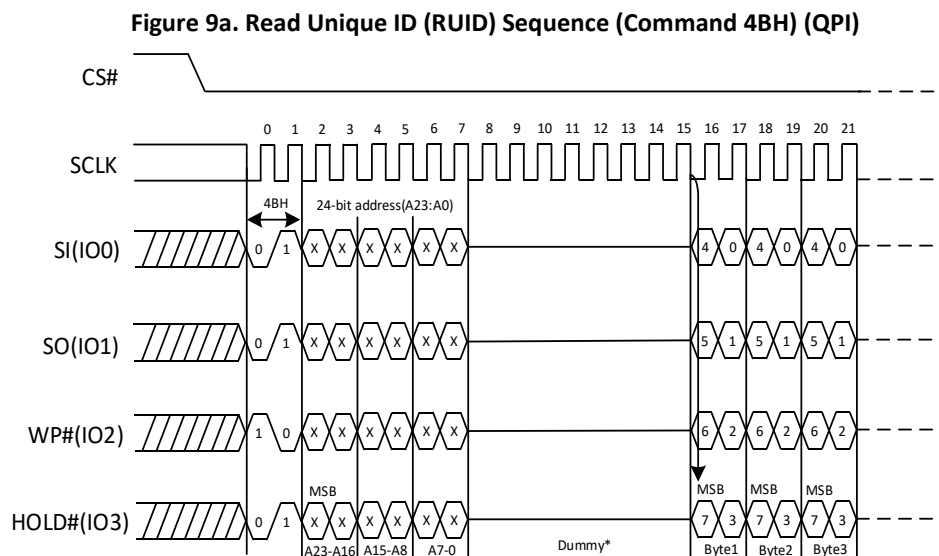 Figure 9a. Read Unique ID (RUID) Sequence (Command 4BH) (QPI)
CS#
0 1 2 3 4 5 6 7 8 9 10 11 12 13 14 15 16 17 18 19 20 21
SCLK
4BH 24-bit address(A23:A0)
SI(IO0) 0 1 X X X X X X 4 0 4 0 4 0
SO(IO1) 0 1 X X X X X X 5 1 5 1 5 1
WP#(IO2) 1 0 X X X X X X 6 2 6 2 6 2
MSB MSB MSB MSB
HOLD#(IO3) 0 1 X X X X X X 7 3 7 3 7 3
A23-A16 A15-A8 A7-0 Dummy* Byte1 Byte2 Byte3